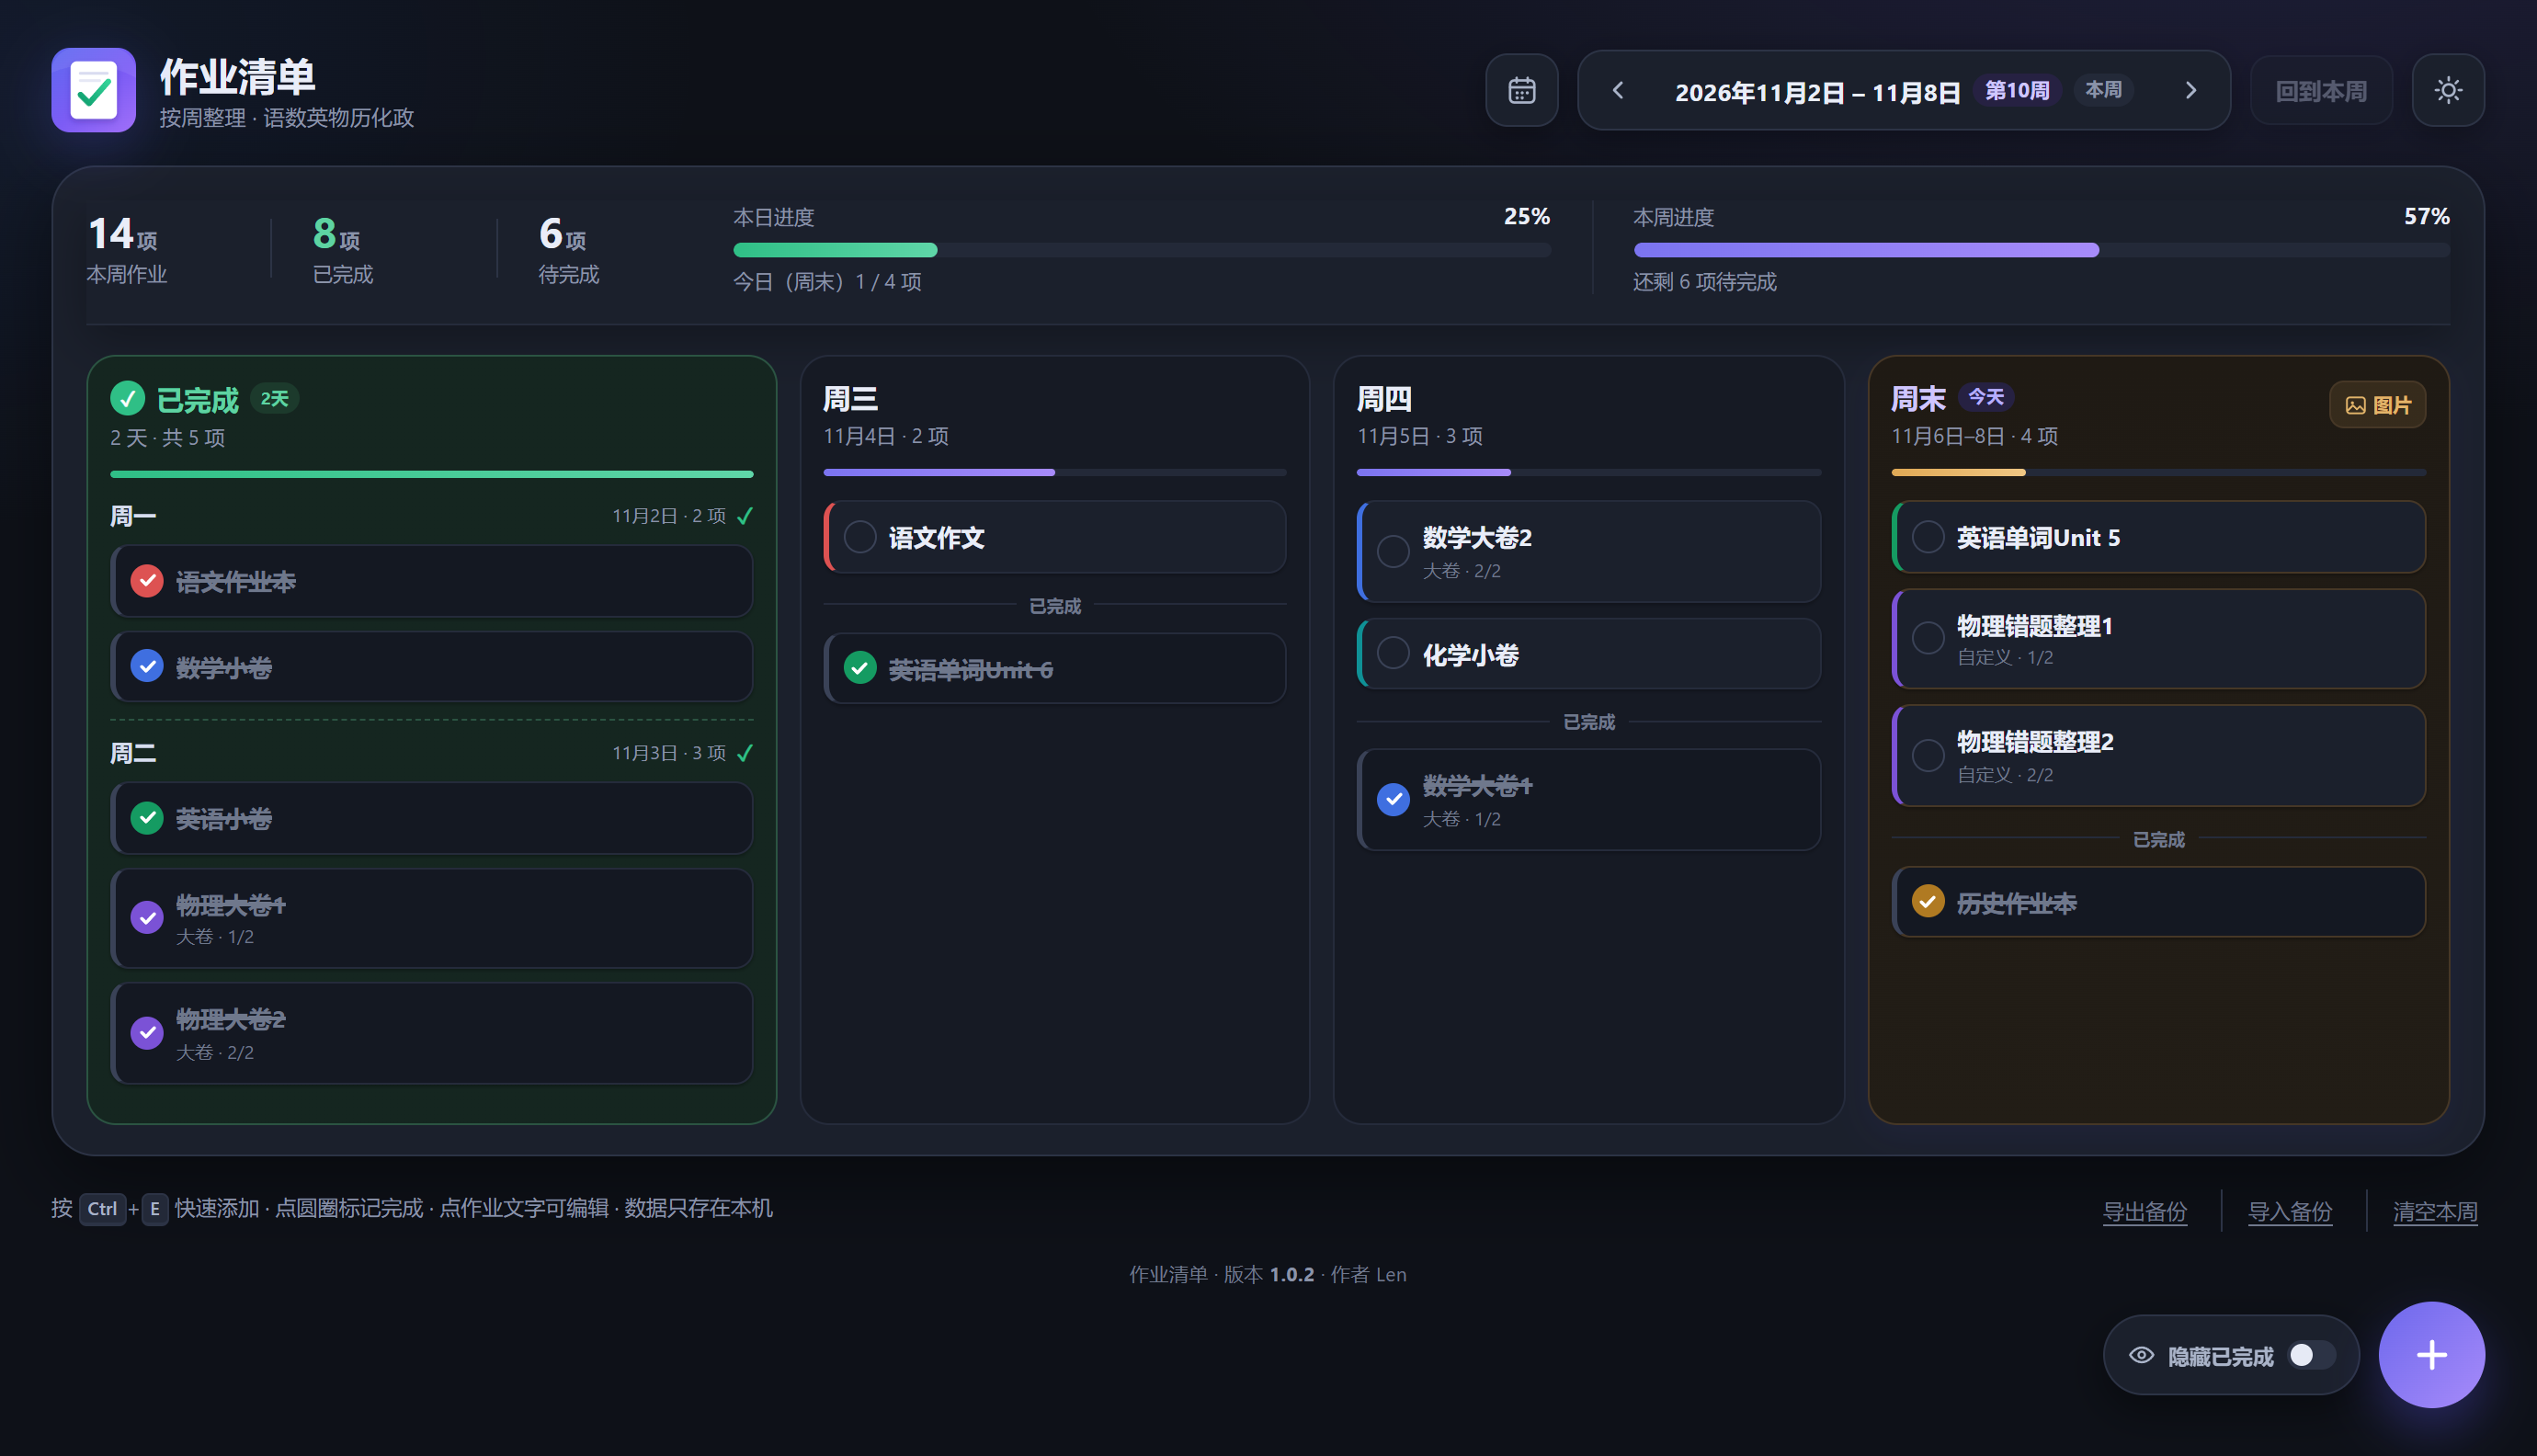 作业清单
按周整理 · 语数英物历化政
2026年11月2日 – 11月8日 第10周 本周
回到本周
14项
本周作业
8项
已完成
6项
待完成
本日进度 25%
今日（周末）1 / 4 项
本周进度 57%
还剩 6 项待完成
已完成 2天
2 天 · 共 5 项
周一 11月2日 · 2 项
语文作业本
数学小卷
周二 11月3日 · 3 项
英语小卷
物理大卷1
大卷 · 1/2
物理大卷2
大卷 · 2/2
周三
11月4日 · 2 项
语文作文
已完成
英语单词Unit 6
周四
11月5日 · 3 项
数学大卷2
大卷 · 2/2
化学小卷
已完成
数学大卷1
大卷 · 1/2
周末 今天
图片
11月6日–8日 · 4 项
英语单词Unit 5
物理错题整理1
自定义 · 1/2
物理错题整理2
自定义 · 2/2
已完成
历史作业本
按 Ctrl + E 快速添加 · 点圆圈标记完成 · 点作业文字可编辑 · 数据只存在本机
导出备份 导入备份 清空本周
作业清单 · 版本 1.0.2 · 作者 Len
隐藏已完成